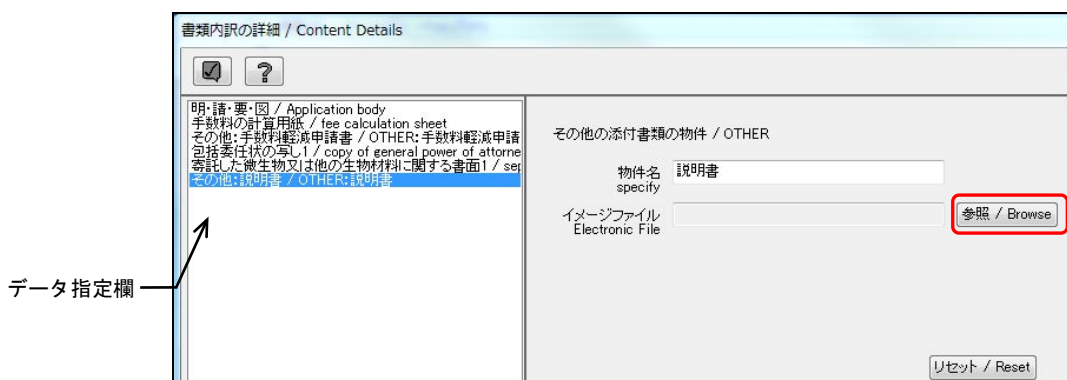 書類内訳の詳細 / Content Details
?
明・請・要・図 / Application body
手数料の計算用紙 / fee calculation sheet
その他:手数料軽減申請書 / OTHER:手数料軽減申請
包括委任状の写し1 / copy of general power of attorne
寄託した微生物又は他の生物材料に関する書面1 / sep
その他:説明書 / OTHER:説明書
その他の添付書類の物件 / OTHER
物件名 説明書
specify
イメージファイル 参照 / Browse
Electronic File
データ指定欄
リセット / Reset